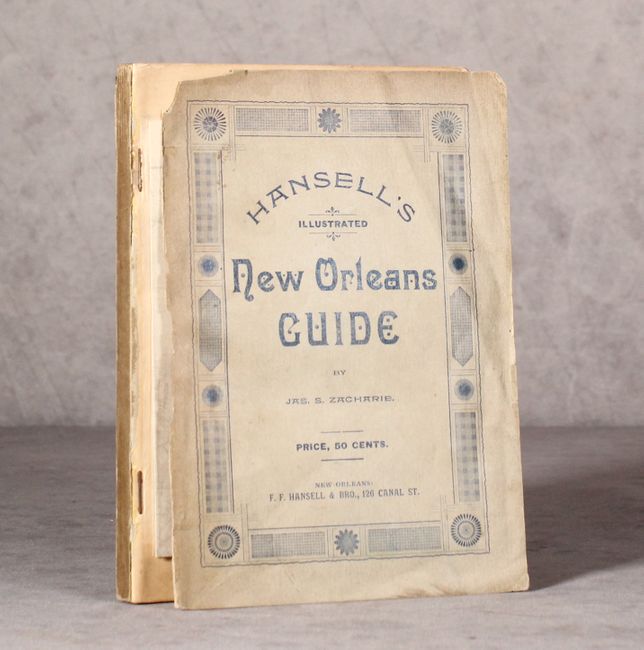 HANSELL'S
ILLUSTRATED
New Orleans
GUIDE
BY
JAS. S. ZACHARIE.
PRICE, 50 CENTS.
NEW ORLEANS:
F. F. HANSELL & BRO., 126 CANAL ST.